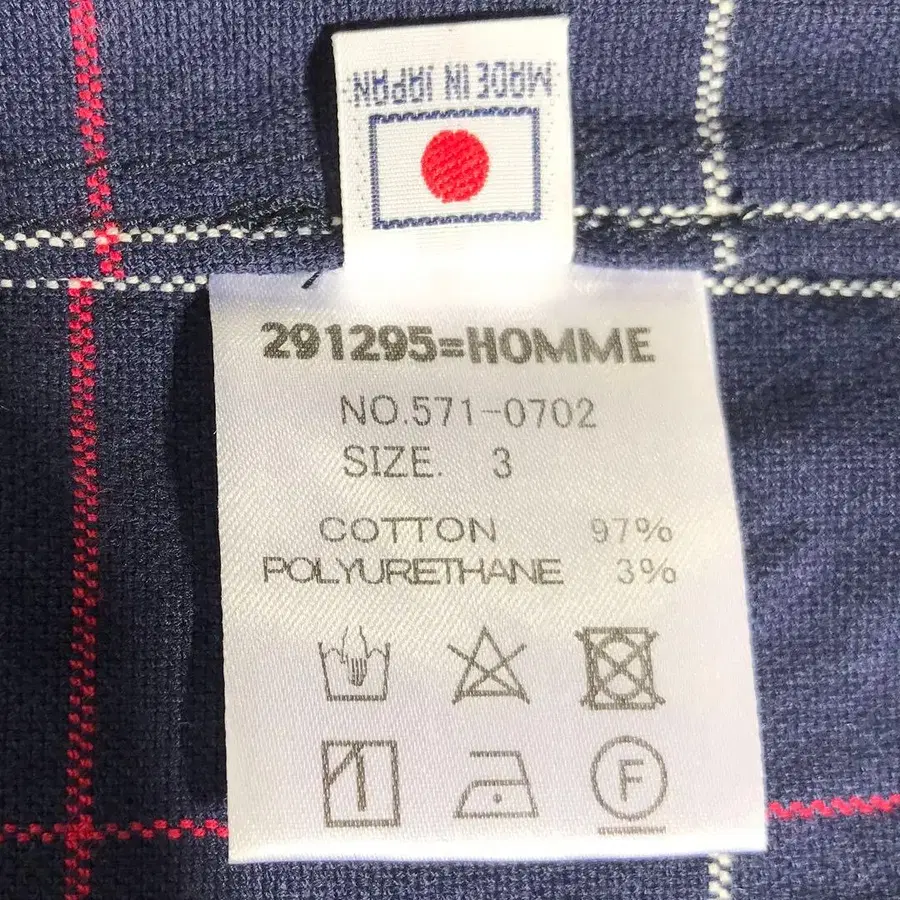 MADE IN JAPAN
291295=HOMME
NO.571-0702
SIZE. 3
COTTON 97%
POLYURETHANE 3%
F